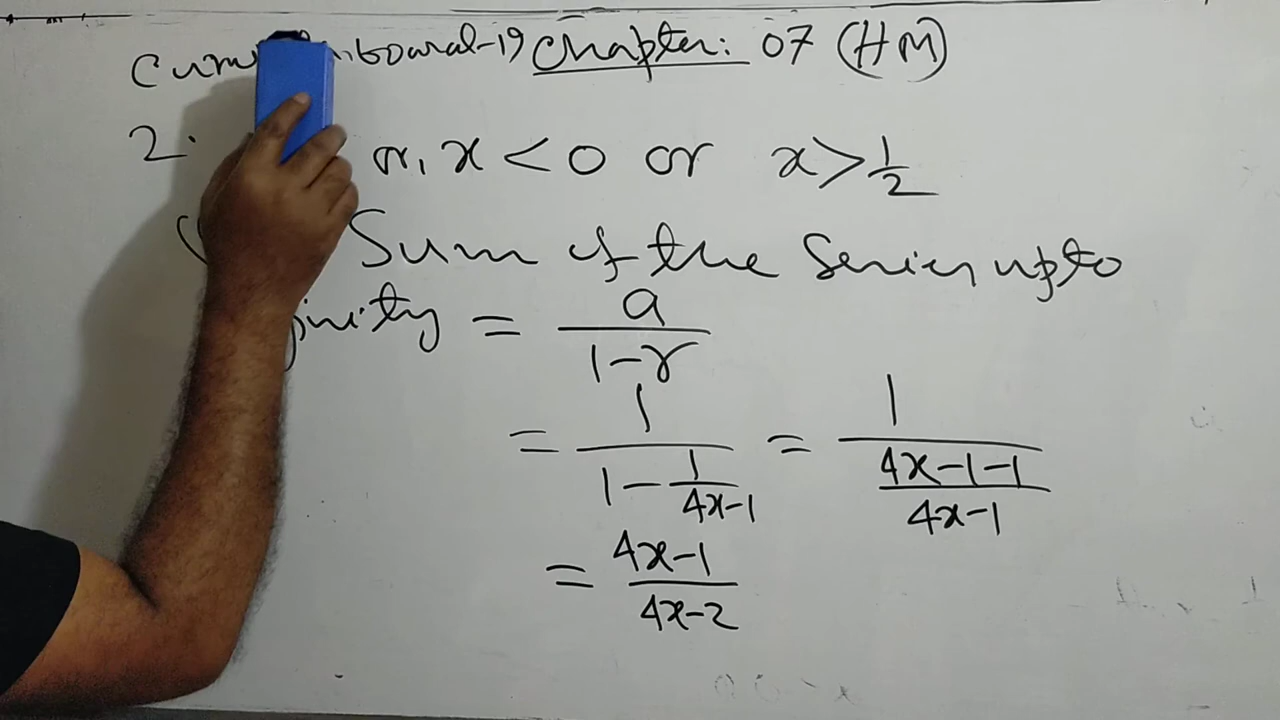 Chapter: 07 (HM)
2. or, x < 0 or x > 1/2
Sum of the Series upto
= a/(1-r)
= 1/(1 - 1/(4x-1)) = 1/((4x-1-1)/(4x-1))
= (4x-1)/(4x-2)